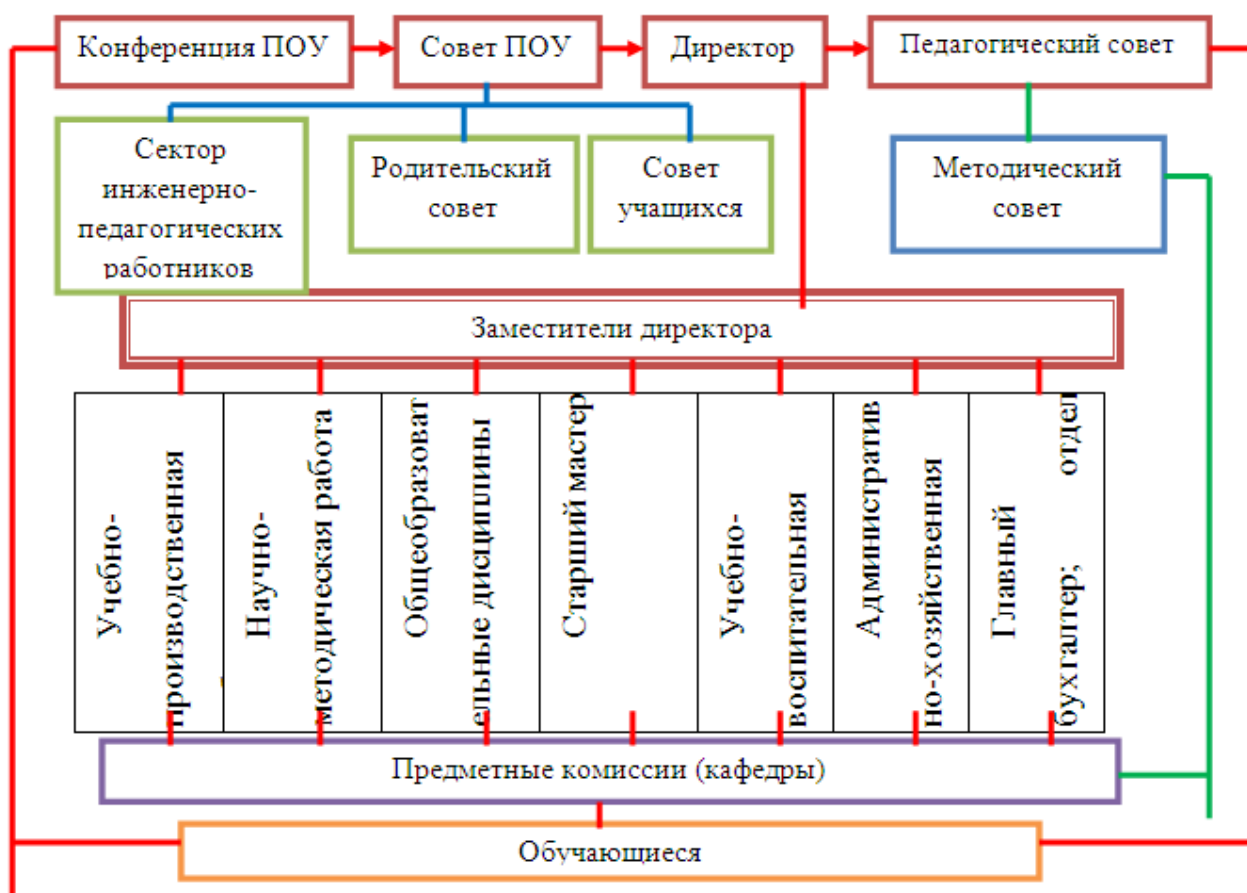 Конференция ПОУ
Совет ПОУ
Директор
Педагогический совет
Сектор
инженерно-
педагогических
работников
Родительский
совет
Совет
учащихся
Методический
совет
Заместители директора
Учебно-
производственная
Научно-
методическая работа
Общеобразоват
ельные дисциплины
Старший мастер
Учебно-
воспитательная
Административ
но-хозяйственная
Главный
бухгалтер; отдел
Предметные комиссии (кафедры)
Обучающиеся